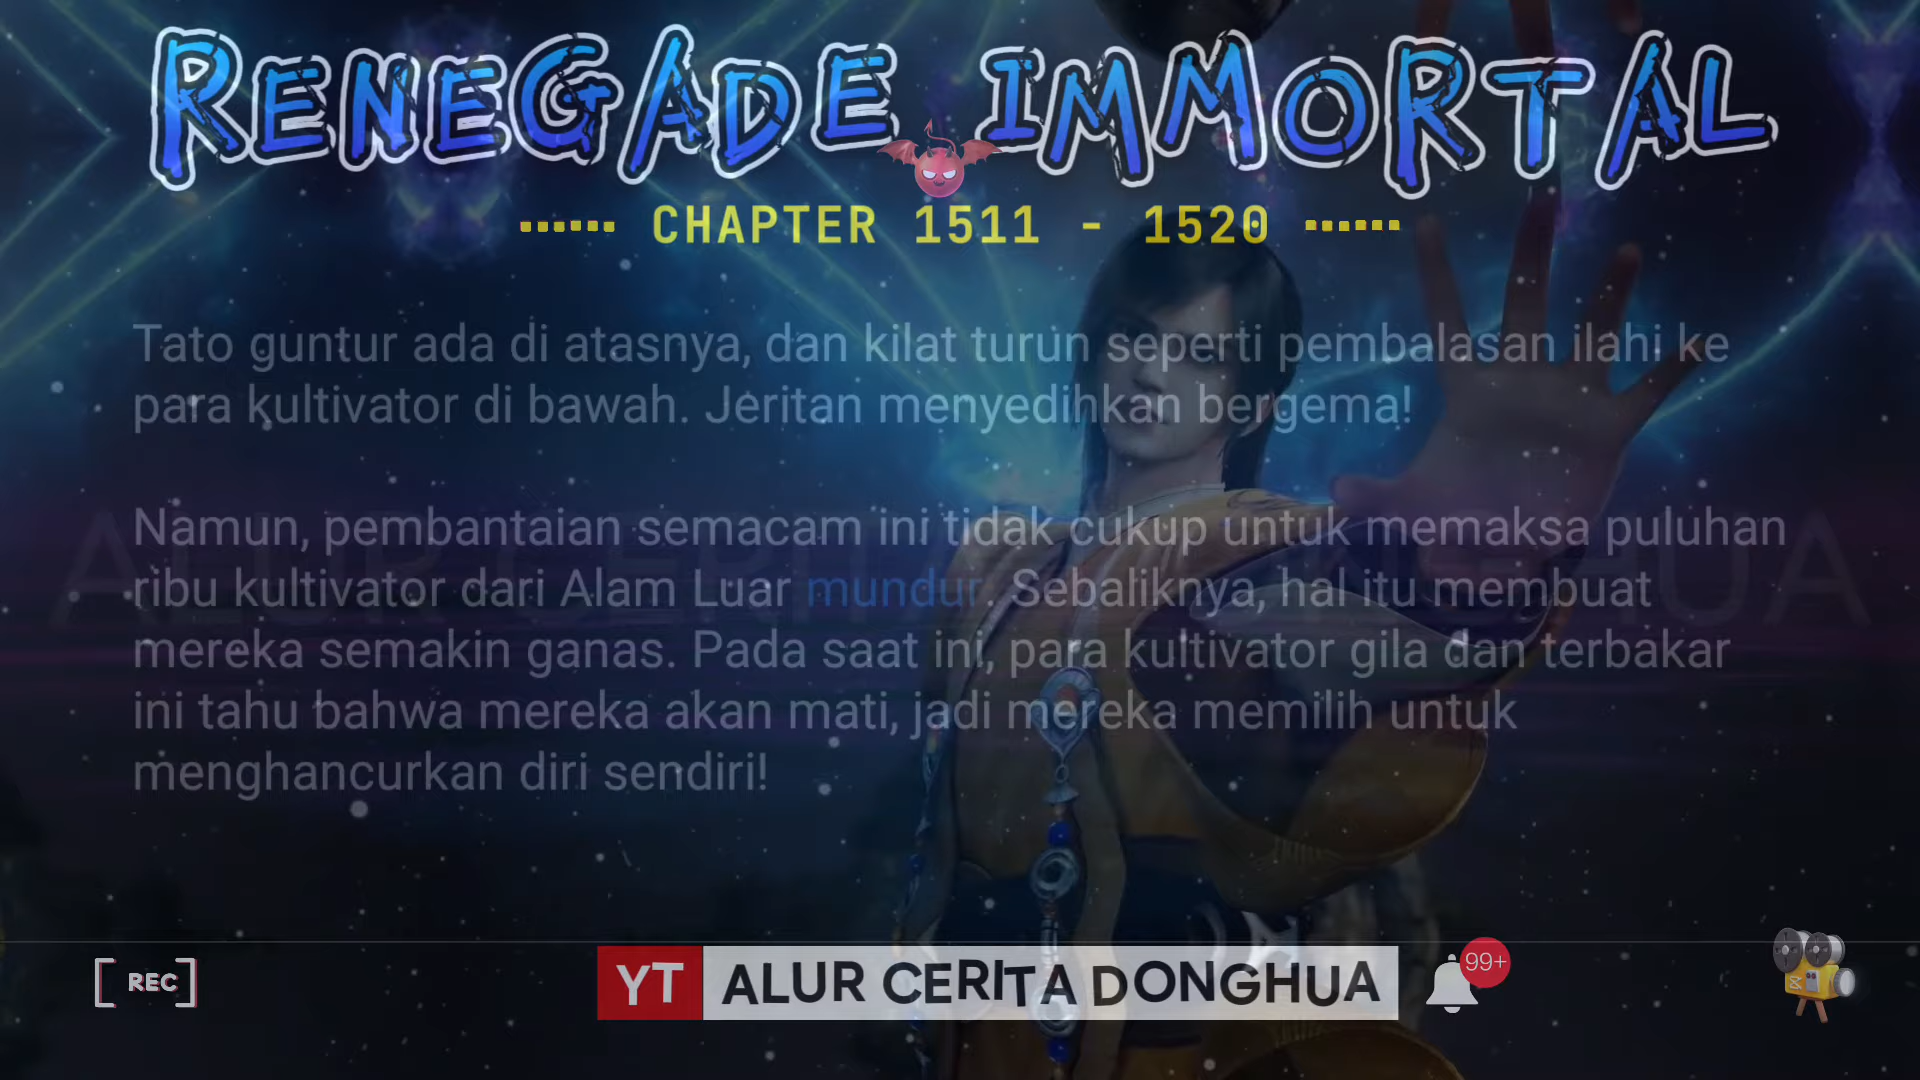 RENEGADE IMMORTAL
CHAPTER 1511 - 1520
Tato guntur ada di atasnya, dan kilat turun seperti pembalasan ilahi ke
para kultivator di bawah. Jeritan menyedihkan bergema!
Namun, pembantaian semacam ini tidak cukup untuk memaksa puluhan
ribu kultivator dari Alam Luar mundur. Sebaliknya, hal itu membuat
mereka semakin ganas. Pada saat ini, para kultivator gila dan terbakar
ini tahu bahwa mereka akan mati, jadi mereka memilih untuk
menghancurkan diri sendiri!
ALUR CERITA DONGHUA
[ REC ]
YT ALUR CERITA DONGHUA
99+